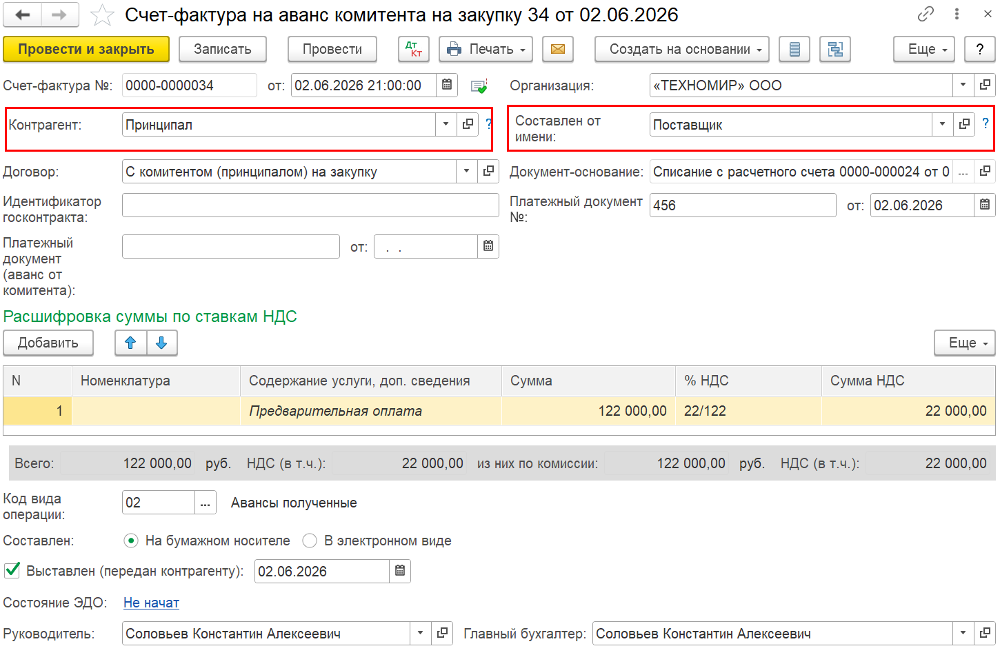 Счет-фактура на аванс комитента на закупку 34 от 02.06.2026
Провести и закрыть Записать Провести Дт Кт Печать Создать на основании Еще ?
Счет-фактура №: 0000-0000034 от: 02.06.2026 21:00:00 Организация: «ТЕХНОМИР» ООО
Контрагент: Принципал ? Составлен от имени: Поставщик ?
Договор: С комитентом (принципалом) на закупку Документ-основание: Списание с расчетного счета 0000-000024 от 0 ...
Идентификатор госконтракта: Платежный документ №: 456 от: 02.06.2026
Платежный документ (аванс от комитента): от: . .
Расшифровка суммы по ставкам НДС
Добавить Еще
N Номенклатура Содержание услуги, доп. сведения Сумма % НДС Сумма НДС
1 Предварительная оплата 122 000,00 22/122 22 000,00
Всего: 122 000,00 руб. НДС (в т.ч.): 22 000,00 из них по комиссии: 122 000,00 руб. НДС (в т.ч.): 22 000,00
Код вида операции: 02 ... Авансы полученные
Составлен: На бумажном носителе В электронном виде
Выставлен (передан контрагенту): 02.06.2026
Состояние ЭДО: Не начат
Руководитель: Соловьев Константин Алексеевич Главный бухгалтер: Соловьев Константин Алексеевич